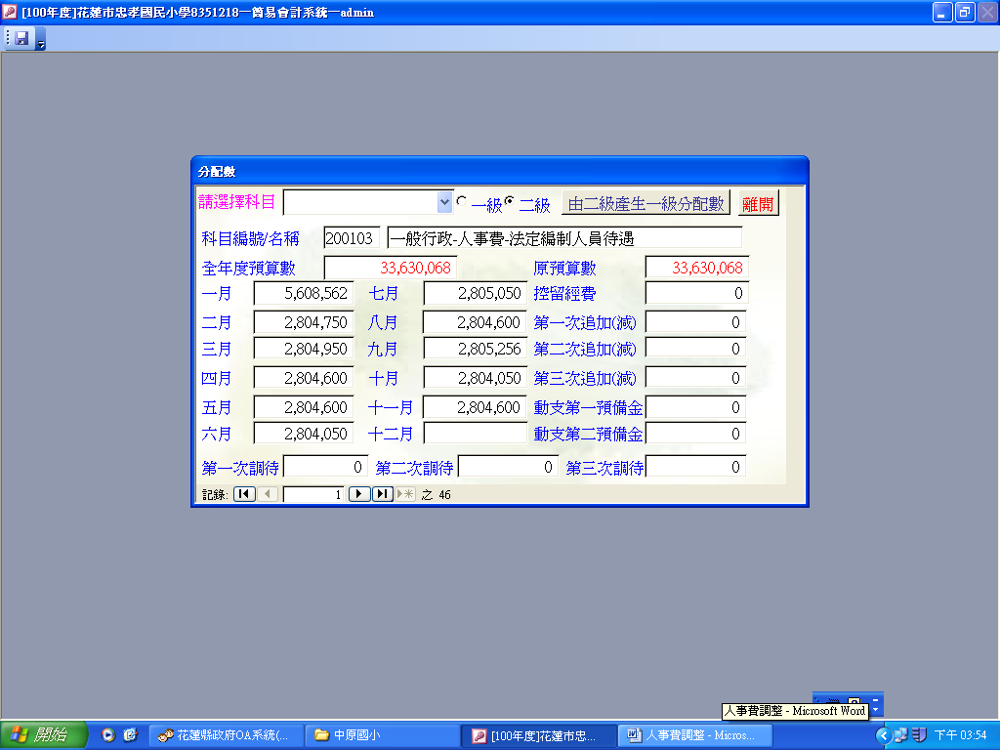 [100年度]花蓮市忠孝國民小學8351218—簡易會計系統—admin
分配數
請選擇科目 一級 二級 由二級產生一級分配數 離開
科目編號/名稱 200103 一般行政-人事費-法定編制人員待遇
全年度預算數 33,630,068 原預算數 33,630,068
一月 5,608,562 七月 2,805,050 控留經費 0
二月 2,804,750 八月 2,804,600 第一次追加(減) 0
三月 2,804,950 九月 2,805,256 第二次追加(減) 0
四月 2,804,600 十月 2,804,050 第三次追加(減) 0
五月 2,804,600 十一月 2,804,600 動支第一預備金 0
六月 2,804,050 十二月 動支第二預備金 0
第一次調待 0 第二次調待 0 第三次調待 0
記錄: 1 之 46
人事費調整 - Microsoft Word
開始 花蓮縣政府OA系統(... 中原國小 [100年度]花蓮市忠... 人事費調整 - Micros... 下午 03:54